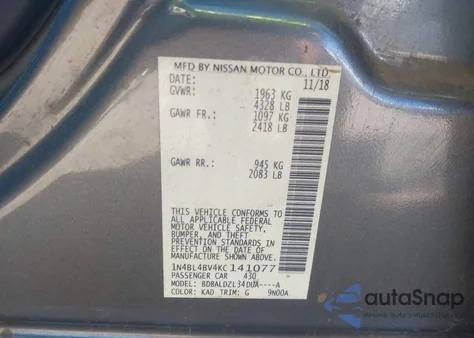 MFD BY NISSAN MOTOR CO., LTD.
DATE: 11/18
GVWR: 1963 KG
4328 LB
GAWR FR.: 1097 KG
2418 LB
GAWR RR.: 945 KG
2083 LB
THIS VEHICLE CONFORMS TO
ALL APPLICABLE FEDERAL
MOTOR VEHICLE SAFETY,
BUMPER, AND THEFT
PREVENTION STANDARDS IN
EFFECT ON THE DATE OF
MANUFACTURE SHOWN ABOVE.
1N4BL4BV4KC141077
PASSENGER CAR 430
MODEL: BDBALDZL34DUA----A
COLOR: KAD TRIM: G 9N00A
autoSnap